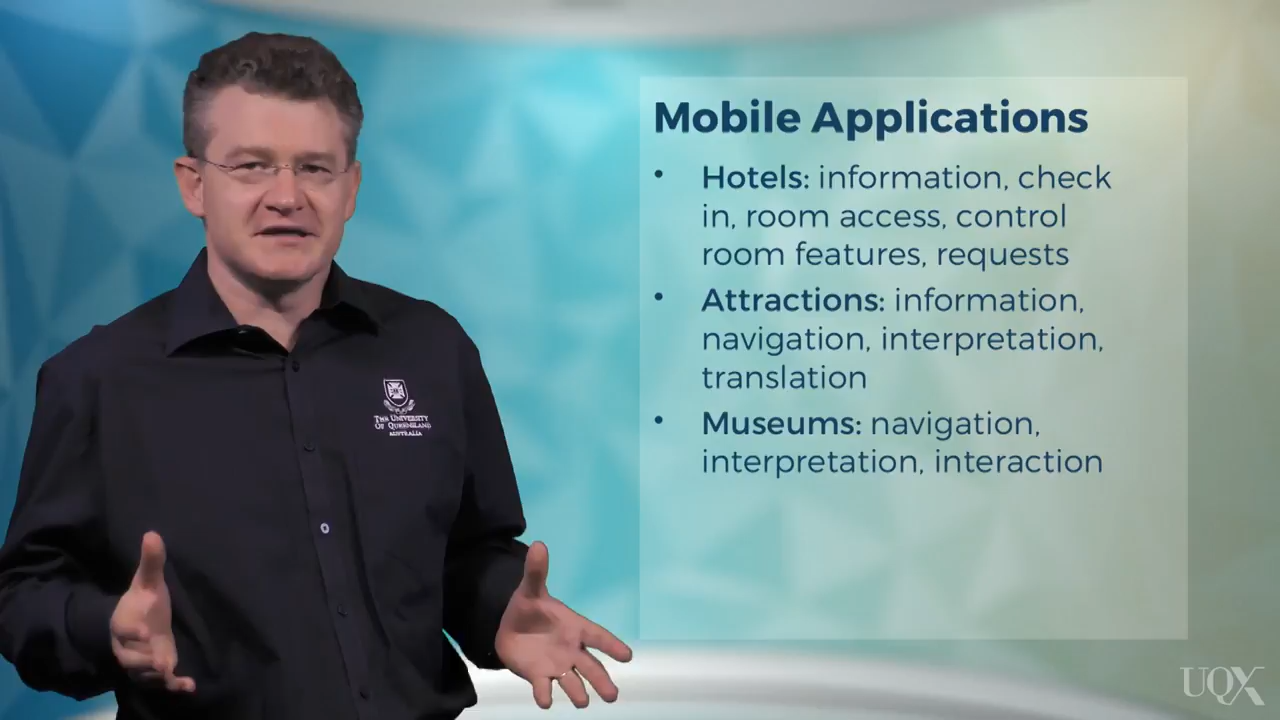 Mobile Applications
• Hotels: information, check
in, room access, control
room features, requests
• Attractions: information,
navigation, interpretation,
translation
• Museums: navigation,
interpretation, interaction
THE UNIVERSITY
OF QUEENSLAND
AUSTRALIA
UQX